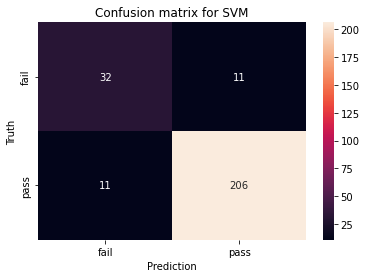 Confusion matrix for SVM
fail
32
11
pass
11
206
Truth
fail
pass
Prediction
200
175
150
125
100
75
50
25